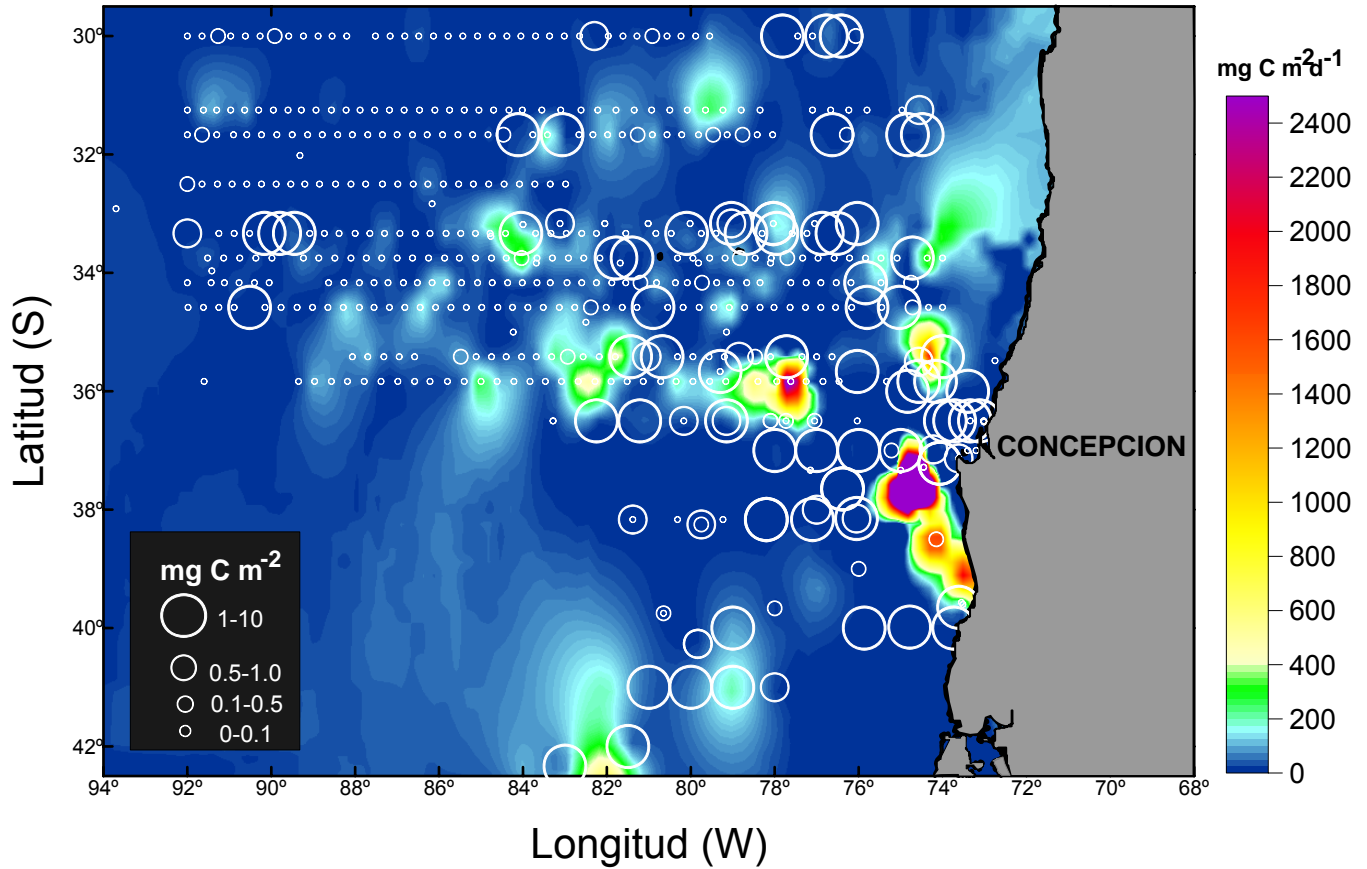 mg C m-2d-1
30º
32º
34º
36º
38º
40º
42º
Latitud (S)
CONCEPCION
mg C m-2
1-10
0.5-1.0
0.1-0.5
0-0.1
2400
2200
2000
1800
1600
1400
1200
1000
800
600
400
200
0
94º 92º 90º 88º 86º 84º 82º 80º 78º 76º 74º 72º 70º 68º
Longitud (W)